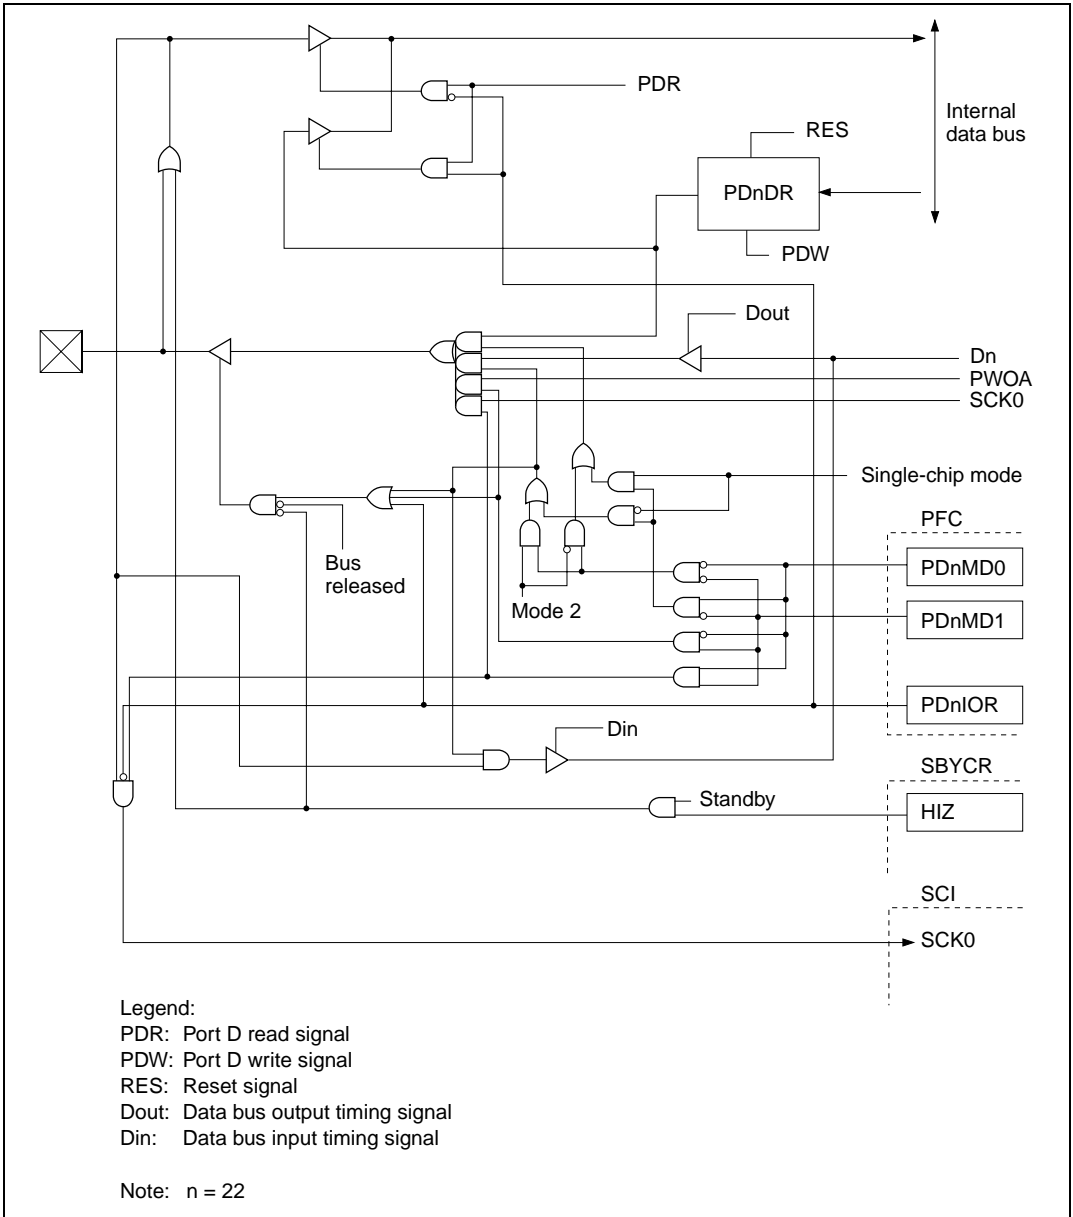 PDR
Internal
data bus
RES
PDnDR
PDW
Dout
Dn
PWOA
SCK0
Single-chip mode
PFC
Bus
released
PDnMD0
Mode 2
PDnMD1
PDnIOR
Din
SBYCR
Standby
HIZ
SCI
SCK0
Legend:
PDR: Port D read signal
PDW: Port D write signal
RES: Reset signal
Dout: Data bus output timing signal
Din: Data bus input timing signal
Note: n = 22